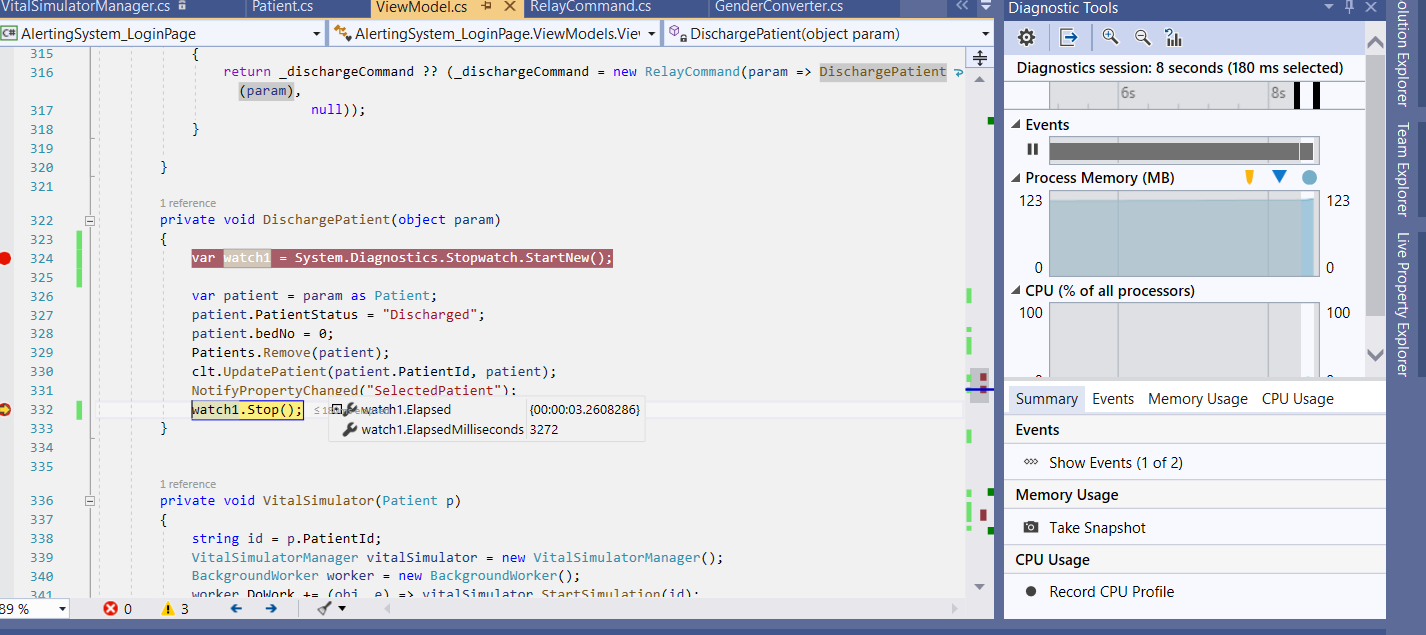 VitalSimulatorManager.cs Patient.cs ViewModel.cs RelayCommand.cs GenderConverter.cs
C# AlertingSystem_LoginPage AlertingSystem_LoginPage.ViewModels.Vie DischargePatient(object param)
315 {
316 return _dischargeCommand ?? (_dischargeCommand = new RelayCommand(param => DischargePatient
(param),
317 null));
318 }
319
320 }
321
1 reference
322 private void DischargePatient(object param)
323 {
324 var watch1 = System.Diagnostics.Stopwatch.StartNew();
325
326 var patient = param as Patient;
327 patient.PatientStatus = "Discharged";
328 patient.bedNo = 0;
329 Patients.Remove(patient);
330 clt.UpdatePatient(patient.PatientId, patient);
331 NotifyPropertyChanged("SelectedPatient");
332 watch1.Stop(); watch1.Elapsed {00:00:03.2608286}
watch1.ElapsedMilliseconds 3272
333 }
334
335
1 reference
336 private void VitalSimulator(Patient p)
337 {
338 string id = p.PatientId;
339 VitalSimulatorManager vitalSimulator = new VitalSimulatorManager();
340 BackgroundWorker worker = new BackgroundWorker();
341 worker.DoWork += (obj, e) => vitalSimulator.StartSimulation(id);
89 % 0 3
Diagnostic Tools
Diagnostics session: 8 seconds (180 ms selected)
6s 8s
Events
Process Memory (MB)
123 123
0 0
CPU (% of all processors)
100 100
Summary Events Memory Usage CPU Usage
Events
Show Events (1 of 2)
Memory Usage
Take Snapshot
CPU Usage
Record CPU Profile
Explorer
Team Explorer
Live Property Explorer